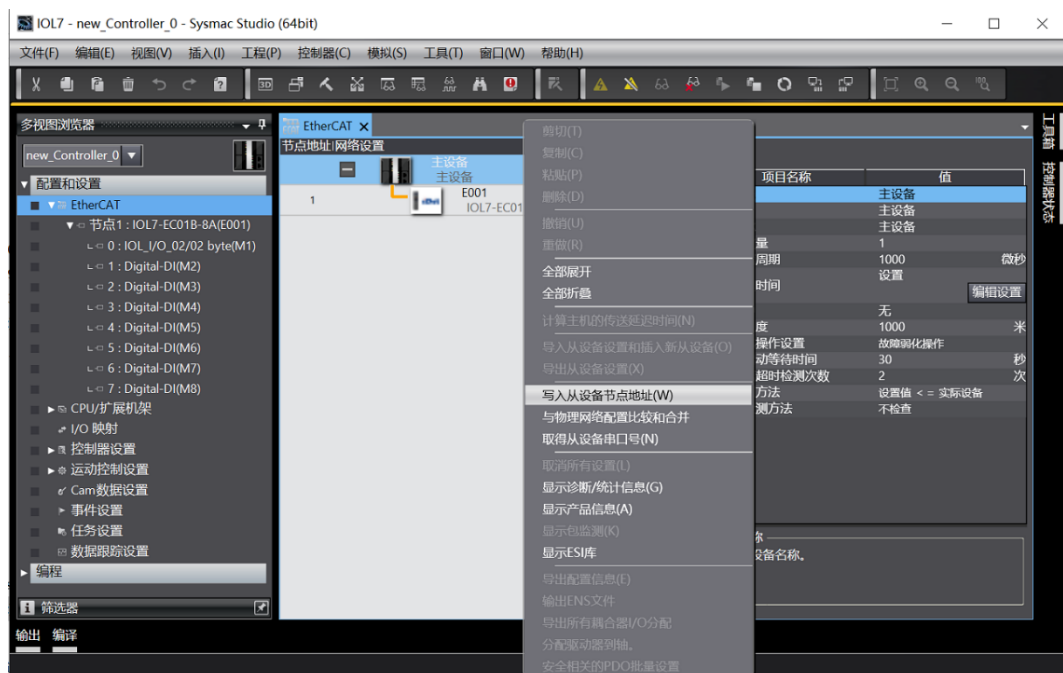 IOL7 - new_Controller_0 - Sysmac Studio (64bit)
文件(F) 编辑(E) 视图(V) 插入(I) 工程(P) 控制器(C) 模拟(S) 工具(T) 窗口(W) 帮助(H)
多视图浏览器
new_Controller_0
配置和设置
EtherCAT
节点1 : IOL7-EC01B-8A(E001)
0 : IOL_I/O_02/02 byte(M1)
1 : Digital-DI(M2)
2 : Digital-DI(M3)
3 : Digital-DI(M4)
4 : Digital-DI(M5)
5 : Digital-DI(M6)
6 : Digital-DI(M7)
7 : Digital-DI(M8)
CPU/扩展机架
I/O 映射
控制器设置
运动控制设置
Cam数据设置
事件设置
任务设置
数据跟踪设置
编程
筛选器
输出 编译
EtherCAT
节点地址|网络设置
主设备
主设备
1
E001
IOL7-EC01
剪切(T)
复制(C)
粘贴(P)
删除(D)
撤销(U)
重做(R)
全部展开
全部折叠
计算主机的传送延迟时间(N)
导入从设备设置和插入新从设备(O)
导出从设备设置(X)
写入从设备节点地址(W)
与物理网络配置比较和合并
取得从设备串口号(N)
取消所有设置(L)
显示诊断/统计信息(G)
显示产品信息(A)
显示包监测(K)
显示ESI库
导出配置信息(E)
输出ENS文件
导出所有耦合器I/O分配
分配驱动器到轴.
安全相关的PDO批量设置
项目名称 值
主设备
主设备
主设备
量 1
周期 1000 微秒
设置
时间
编辑设置
无
度 1000 米
操作设置 故障弱化操作
动等待时间 30 秒
超时检测次数 2 次
方法 设置值 <= 实际设备
测方法 不检查
称
设备名称。
工具箱
控制器状态